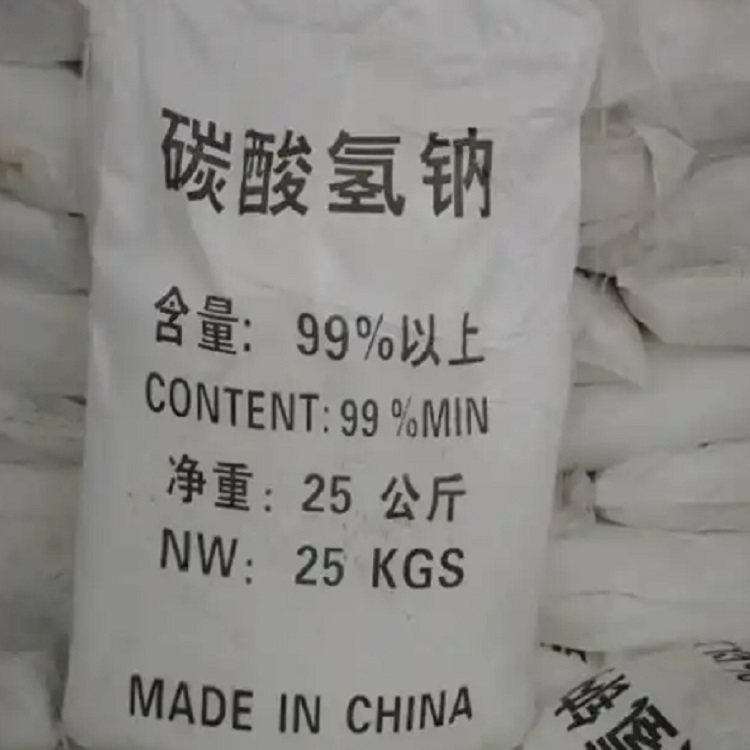 碳酸氢钠
含量: 99%以上
CONTENT: 99 %MIN
净重: 25 公斤
NW: 25 KGS
MADE IN CHINA